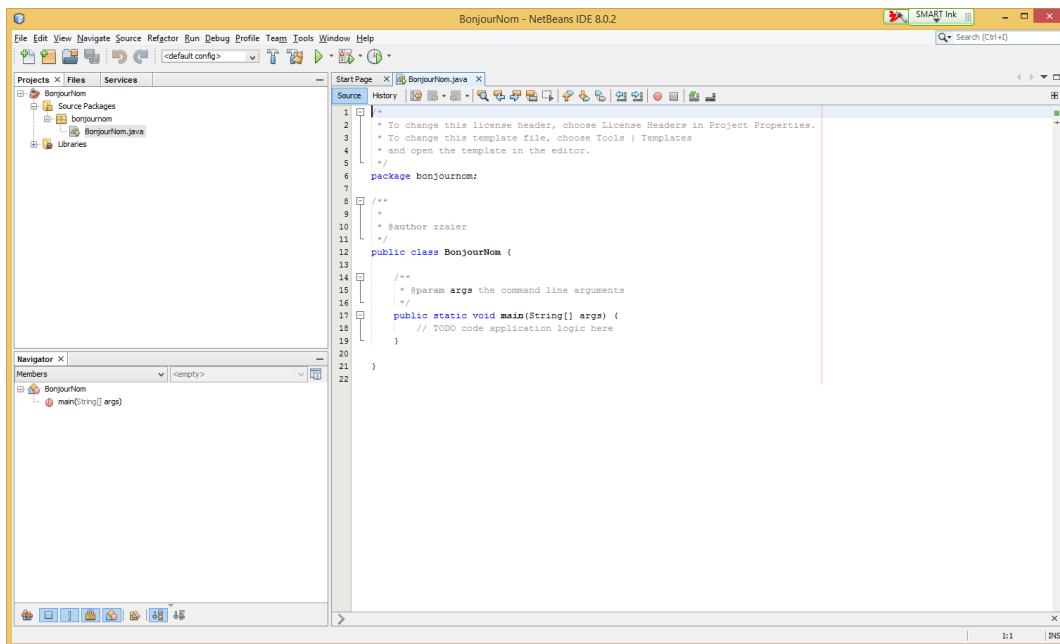 BonjourNom - NetBeans IDE 8.0.2
SMART Ink
File Edit View Navigate Source Refactor Run Debug Profile Team Tools Window Help
Search (Ctrl+I)
<default config>
Projects Files Services
BonjourNom
Source Packages
bonjournom
BonjourNom.java
Libraries
Start Page BonjourNom.java
Source History
1 /*
2 * To change this license header, choose License Headers in Project Properties.
3 * To change this template file, choose Tools | Templates
4 * and open the template in the editor.
5 */
6 package bonjournom;
7
8 /**
9 *
10 * @author zzaier
11 */
12 public class BonjourNom {
13
14 /**
15 * @param args the command line arguments
16 */
17 public static void main(String[] args) {
18 // TODO code application logic here
19 }
20
21 }
22
Navigator
Members <empty>
BonjourNom
main(String[] args)
1:1 INS